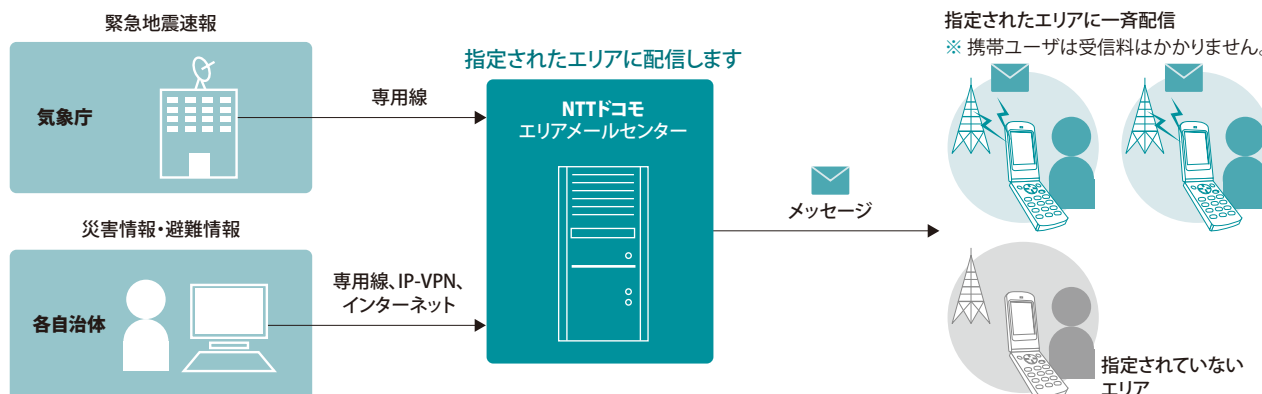 緊急地震速報
気象庁
専用線
災害情報・避難情報
各自治体
専用線、IP-VPN、
インターネット
指定されたエリアに配信します
NTTドコモ
エリアメールセンター
メッセージ
指定されたエリアに一斉配信
※ 携帯ユーザは受信料はかかりません。
指定されていない
エリア